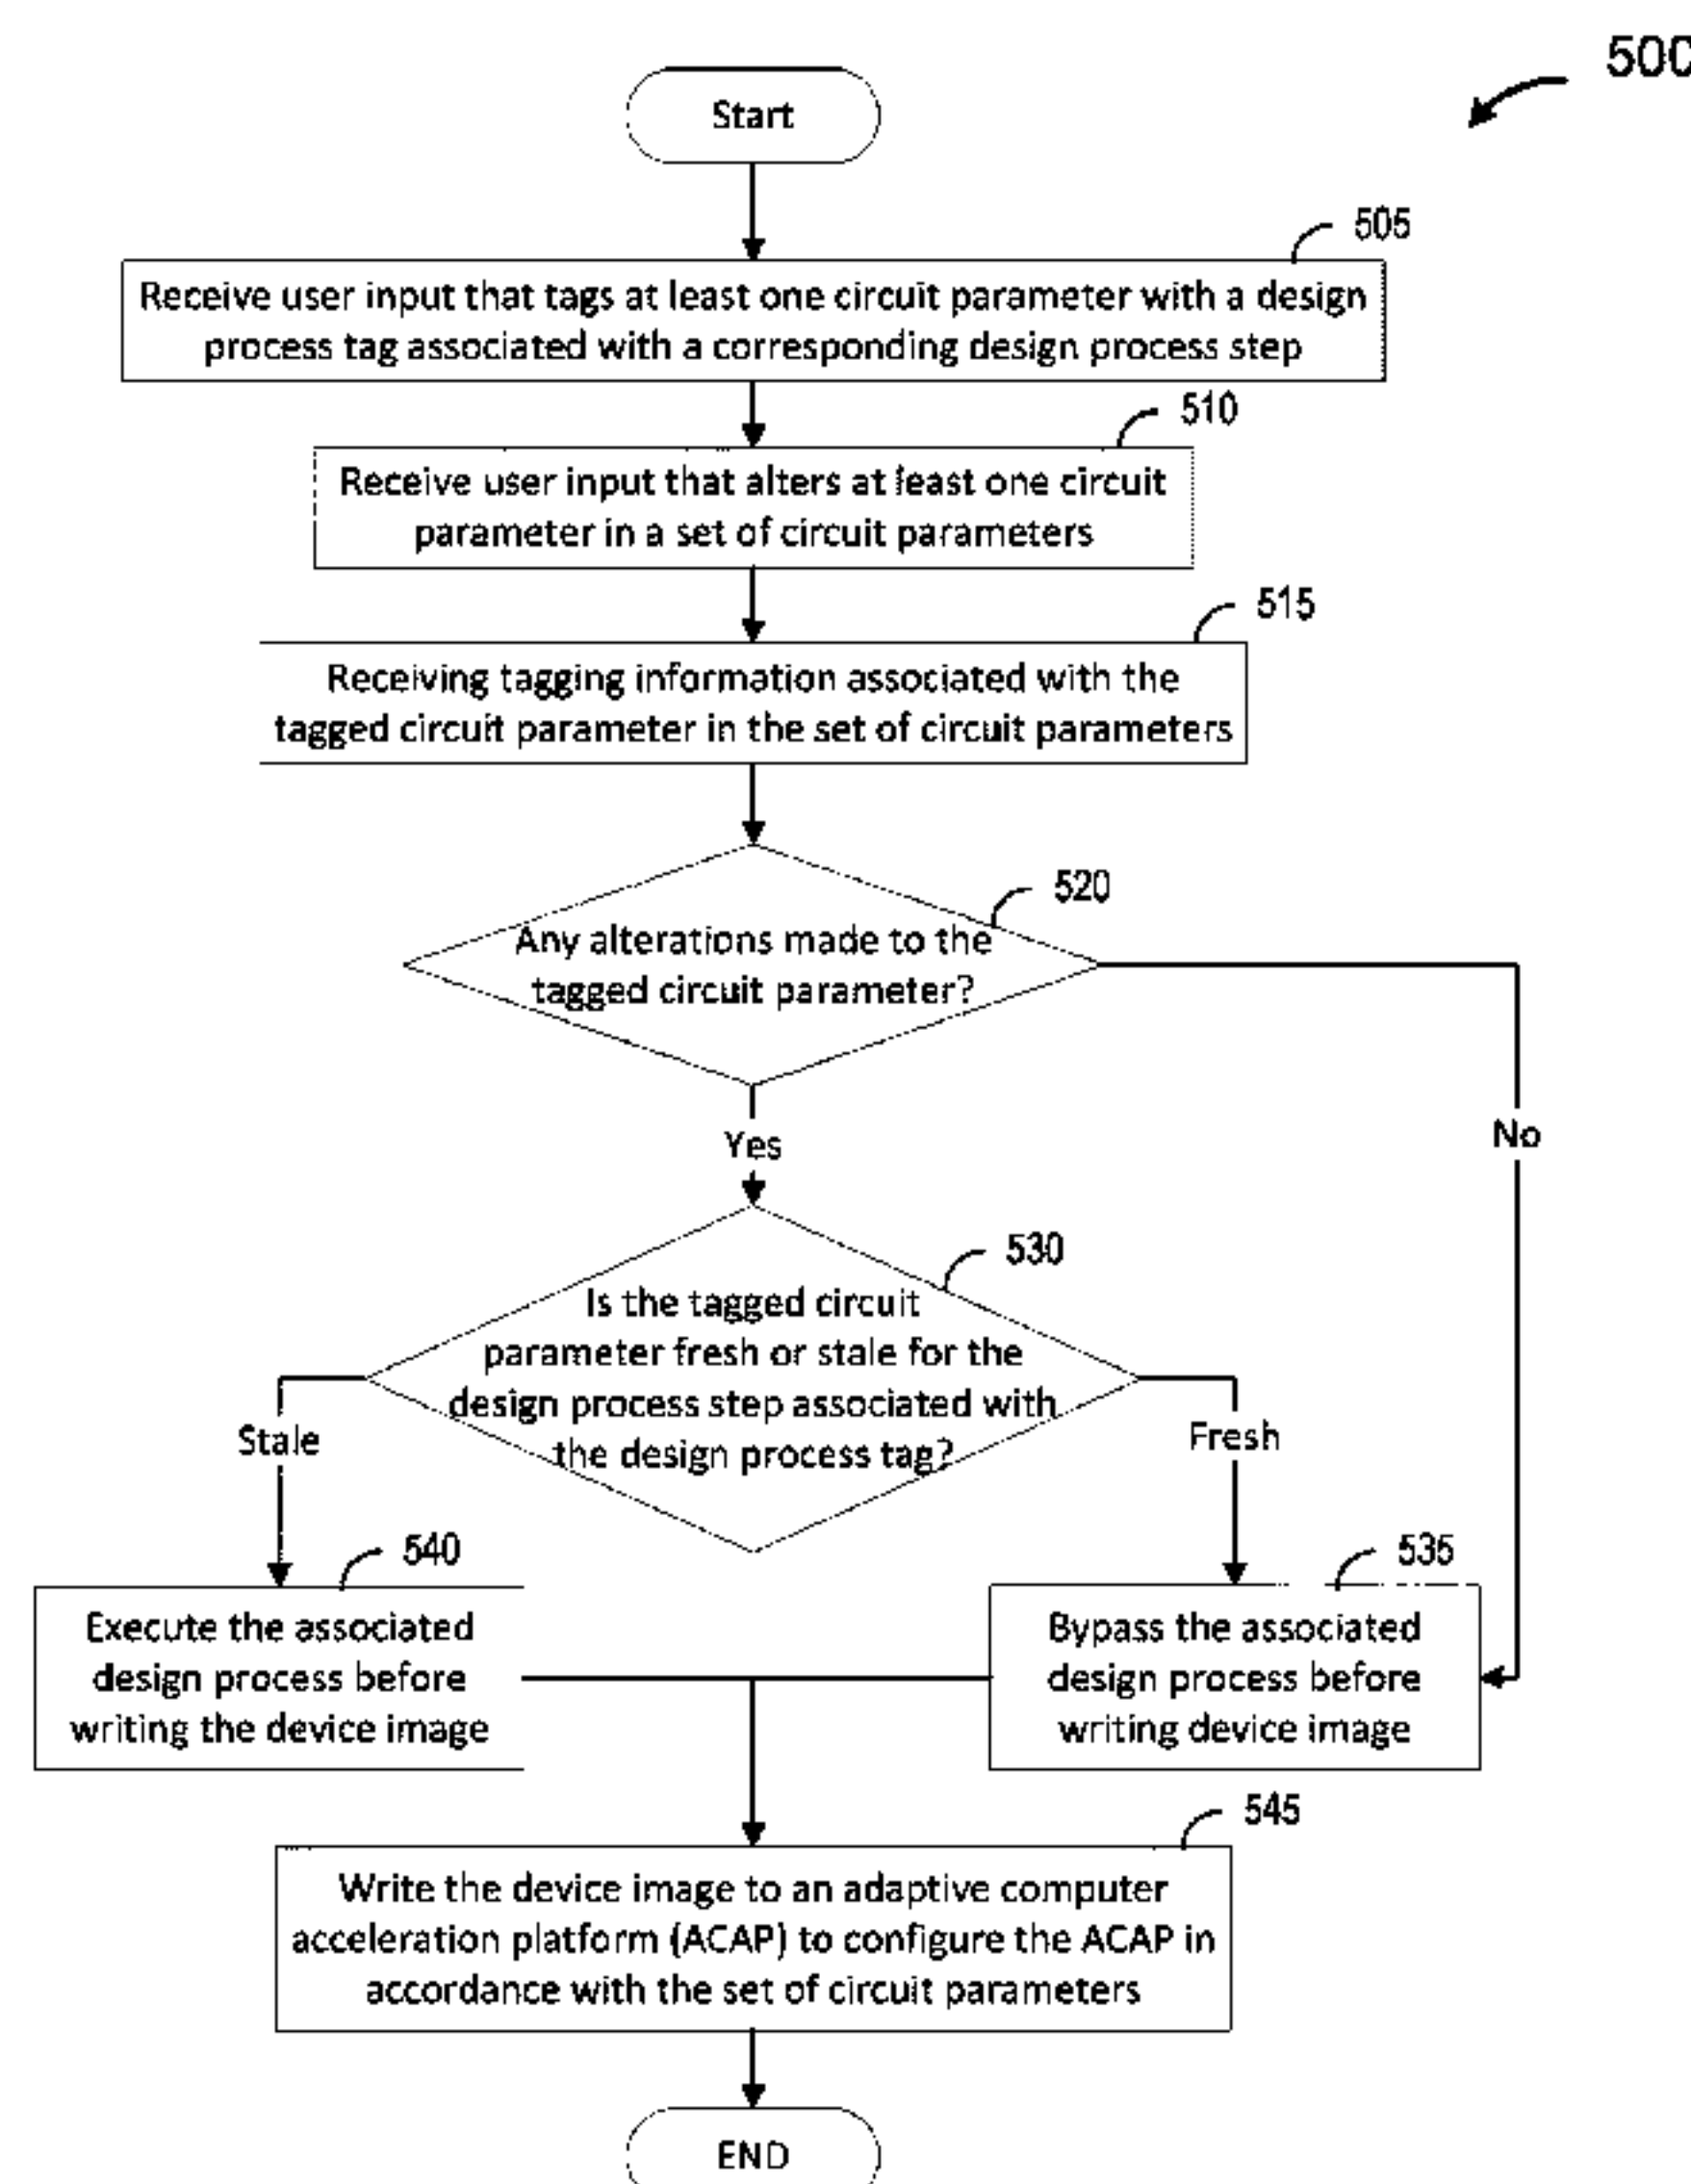 500
Start
505
Receive user input that tags at least one circuit parameter with a design
process tag associated with a corresponding design process step
510
Receive user input that alters at least one circuit
parameter in a set of circuit parameters
515
Receiving tagging information associated with the
tagged circuit parameter in the set of circuit parameters
520
Any alterations made to the
tagged circuit parameter?
Yes
No
530
Is the tagged circuit
parameter fresh or stale for the
design process step associated with
the design process tag?
Stale
Fresh
540
Execute the associated
design process before
writing the device image
535
Bypass the associated
design process before
writing device image
545
Write the device image to an adaptive computer
acceleration platform (ACAP) to configure the ACAP in
accordance with the set of circuit parameters
END